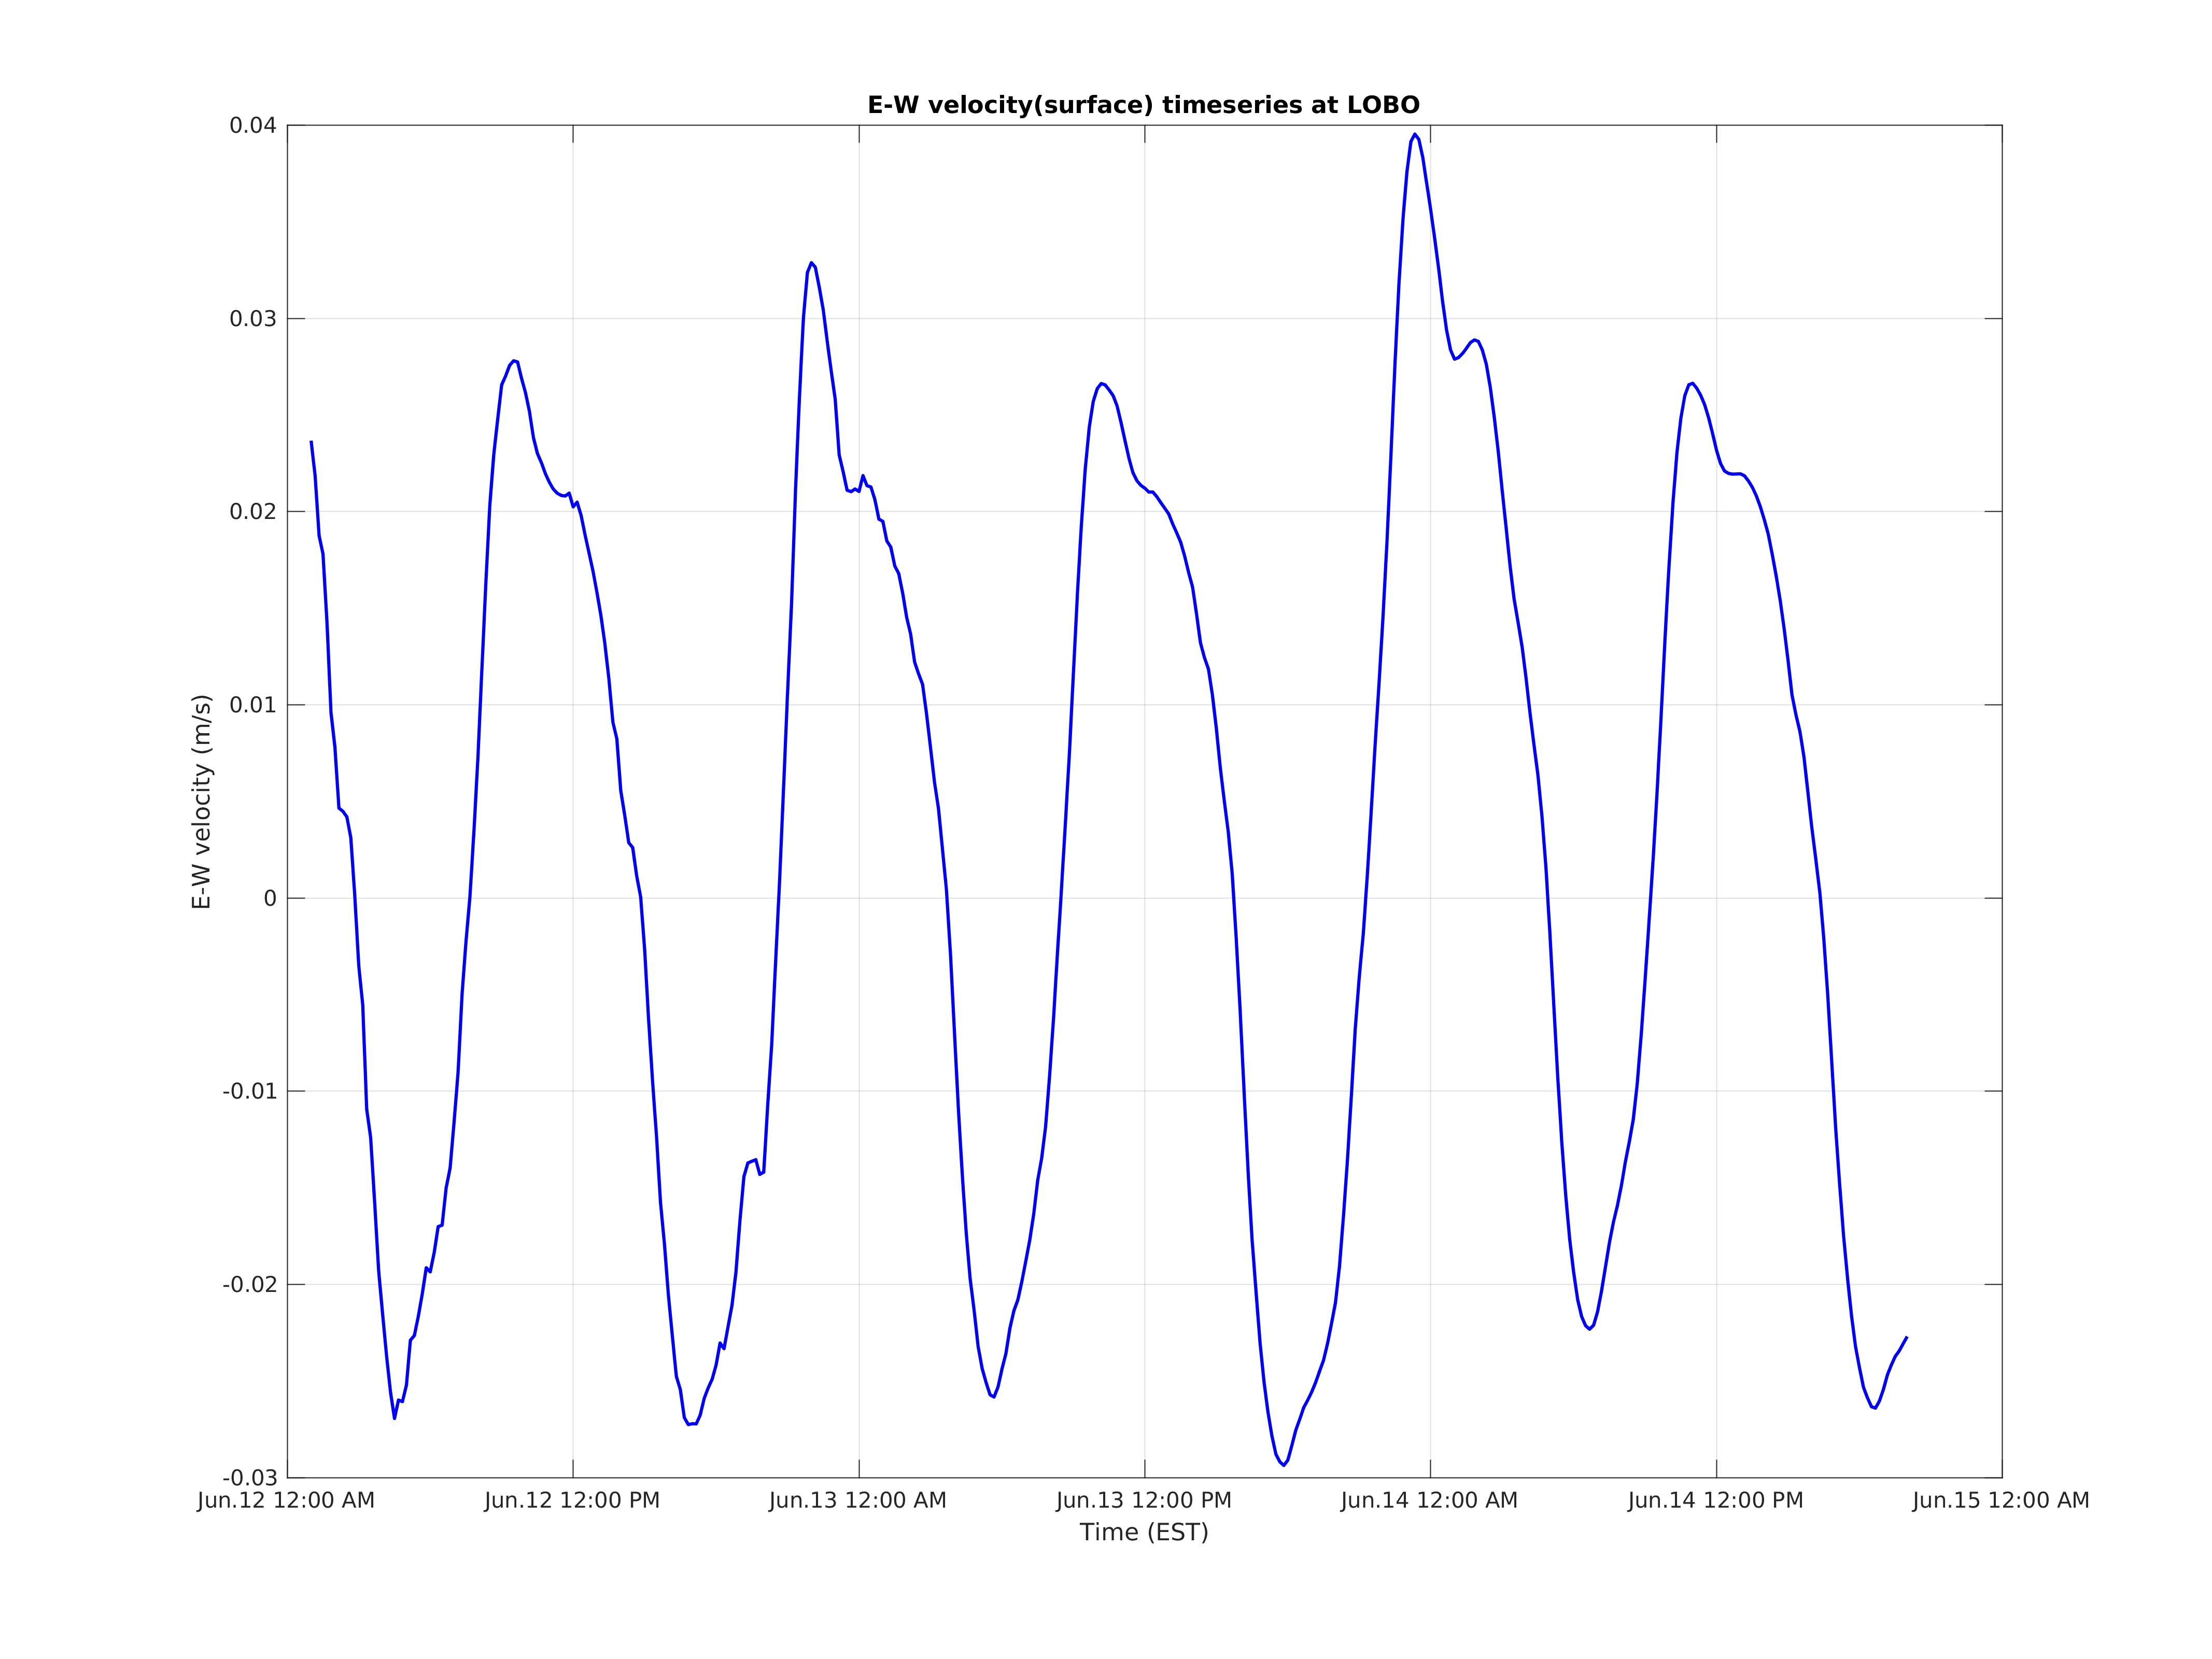 E-W velocity(surface) timeseries at LOBO
0.04
0.03
0.02
0.01
0
-0.01
-0.02
-0.03
E-W velocity (m/s)
Jun.12 12:00 AM
Jun.12 12:00 PM
Jun.13 12:00 AM
Jun.13 12:00 PM
Jun.14 12:00 AM
Jun.14 12:00 PM
Jun.15 12:00 AM
Time (EST)